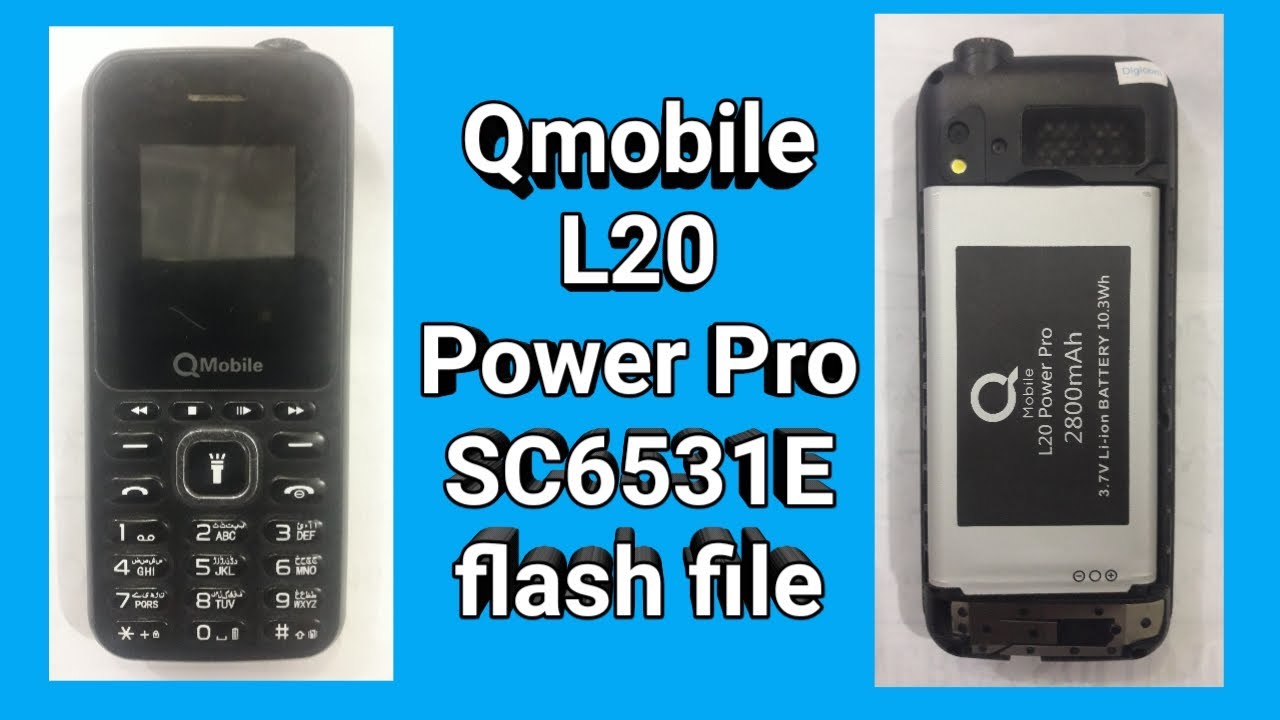 Qmobile
L20
Power Pro
SC6531E
flash file
QMobile
1
2 ABC
3 DEF
4 GHI
5 JKL
6 MNO
7 PQRS
8 TUV
9 WXYZ
* +
0
#
Digicom
Q
Mobile
L20 Power Pro
2800mAh
3.7V Li-ion BATTERY 10.3Wh